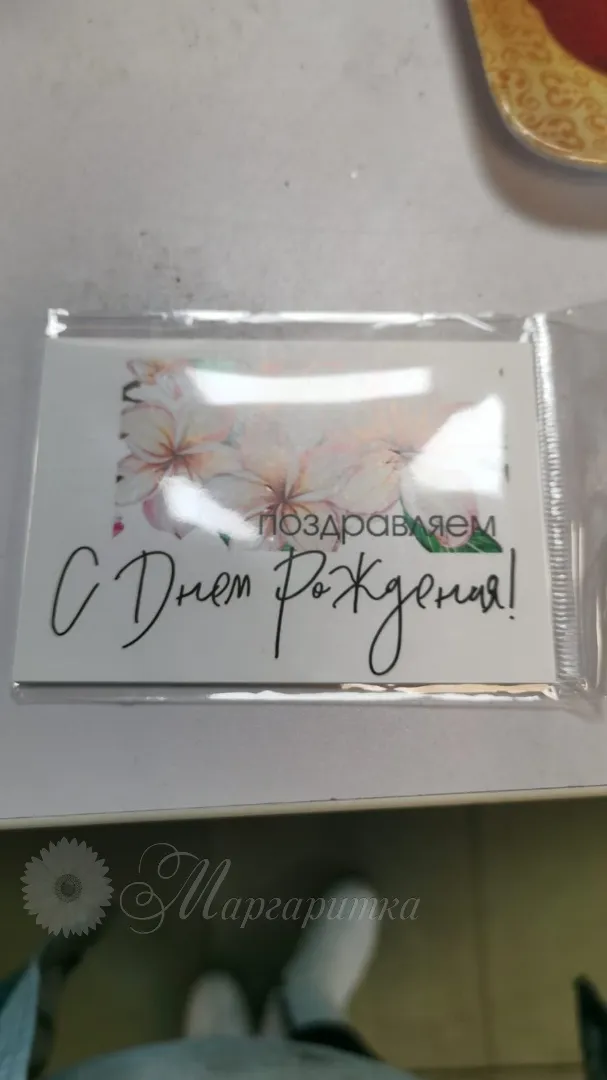 поздравляем
С Днем Рождения!
Маргаритка